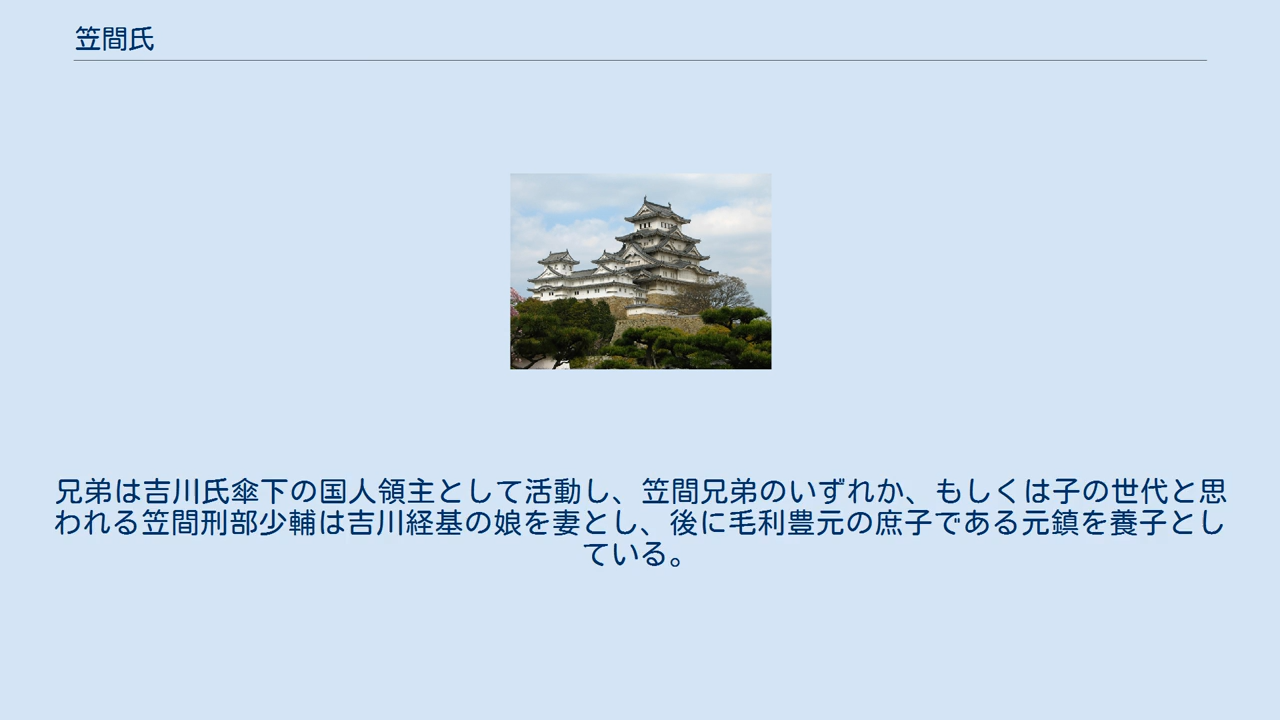 笠間氏
兄弟は吉川氏傘下の国人領主として活動し、笠間兄弟のいずれか、もしくは子の世代と思
われる笠間刑部少輔は吉川経基の娘を妻とし、後に毛利豊元の庶子である元鎮を養子とし
ている。